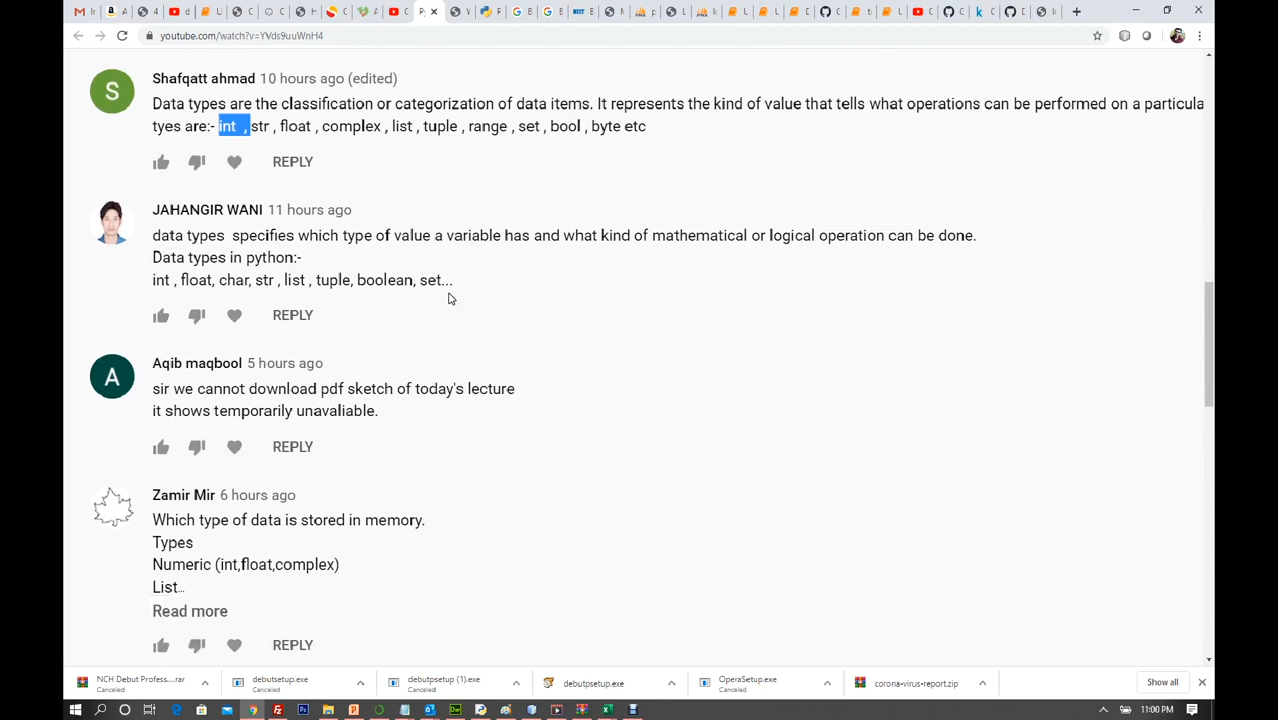 youtube.com/watch?v=YVds9uuWnH4
Shafqatt ahmad 10 hours ago (edited)
Data types are the classification or categorization of data items. It represents the kind of value that tells what operations can be performed on a particula
tyes are:- int , str , float , complex , list , tuple , range , set , bool , byte etc
REPLY
JAHANGIR WANI 11 hours ago
data types specifies which type of value a variable has and what kind of mathematical or logical operation can be done.
Data types in python:-
int , float, char, str , list , tuple, boolean, set...
REPLY
A Aqib maqbool 5 hours ago
sir we cannot download pdf sketch of today's lecture
it shows temporarily unavaliable.
REPLY
Zamir Mir 6 hours ago
Which type of data is stored in memory.
Types
Numeric (int,float,complex)
List...
Read more
REPLY
NCH Debut Profess....rar debutsetup.exe debutpsetup (1).exe debutpsetup.exe OperaSetup.exe corona-virus-report.zip Show all
Canceled Canceled Canceled Canceled
11:00 PM